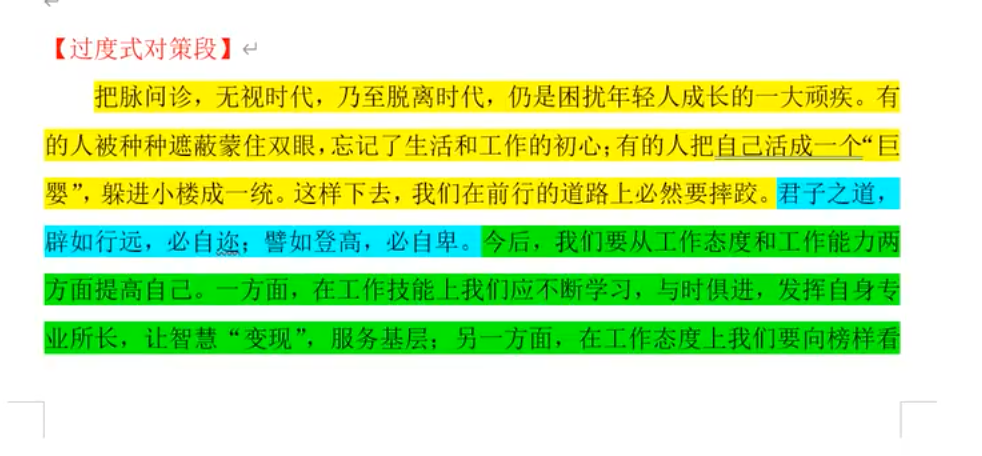 【过度式对策段】
把脉问诊，无视时代，乃至脱离时代，仍是困扰年轻人成长的一大顽疾。有
的人被种种遮蔽蒙住双眼，忘记了生活和工作的初心；有的人把自己活成一个“巨
婴”，躲进小楼成一统。这样下去，我们在前行的道路上必然要摔跤。君子之道，
辟如行远，必自迩；譬如登高，必自卑。今后，我们要从工作态度和工作能力两
方面提高自己。一方面，在工作技能上我们应不断学习，与时俱进，发挥自身专
业所长，让智慧“变现”，服务基层；另一方面，在工作态度上我们要向榜样看